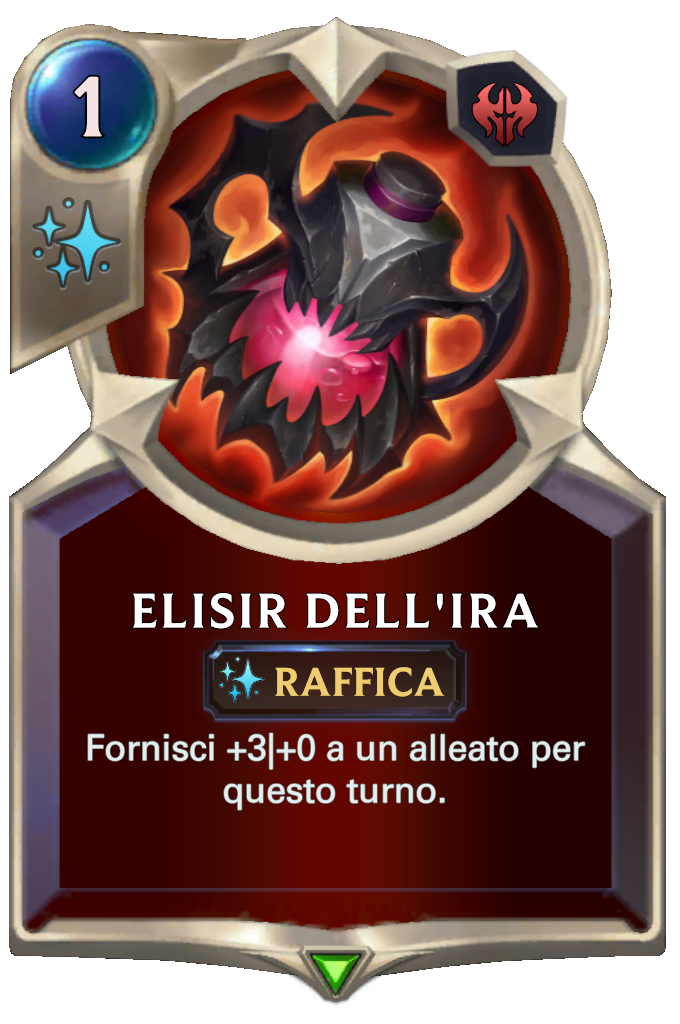 1
ELISIR DELL'IRA
RAFFICA
Fornisci +3|+0 a un alleato per
questo turno.